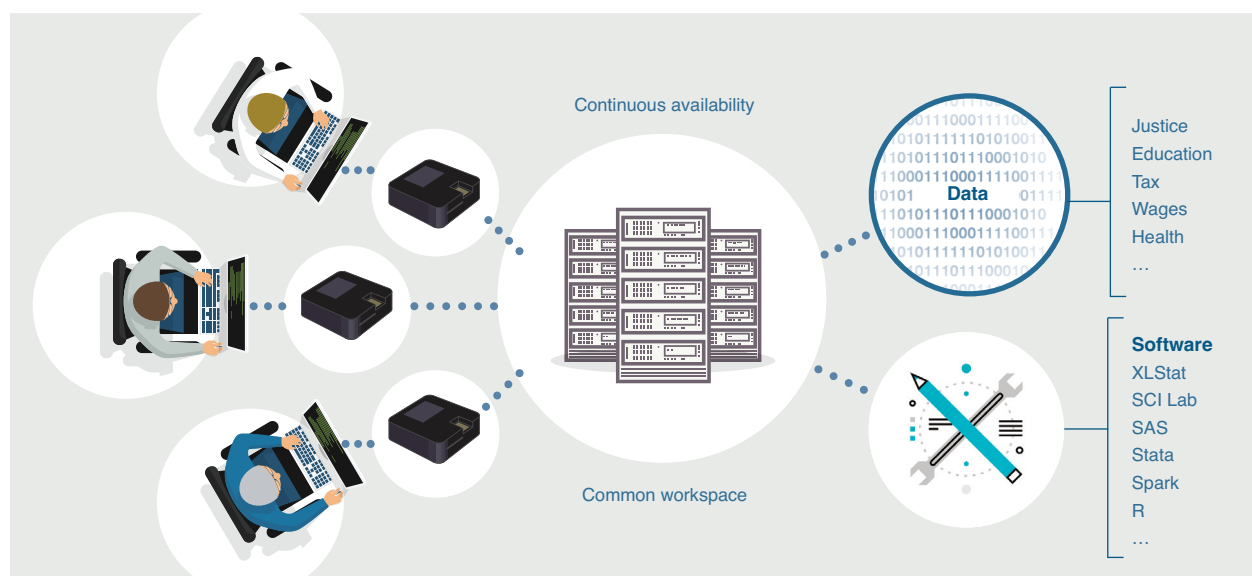 Continuous availability
Common workspace
Data
Justice
Education
Tax
Wages
Health
…
Software
XLStat
SCI Lab
SAS
Stata
Spark
R
…